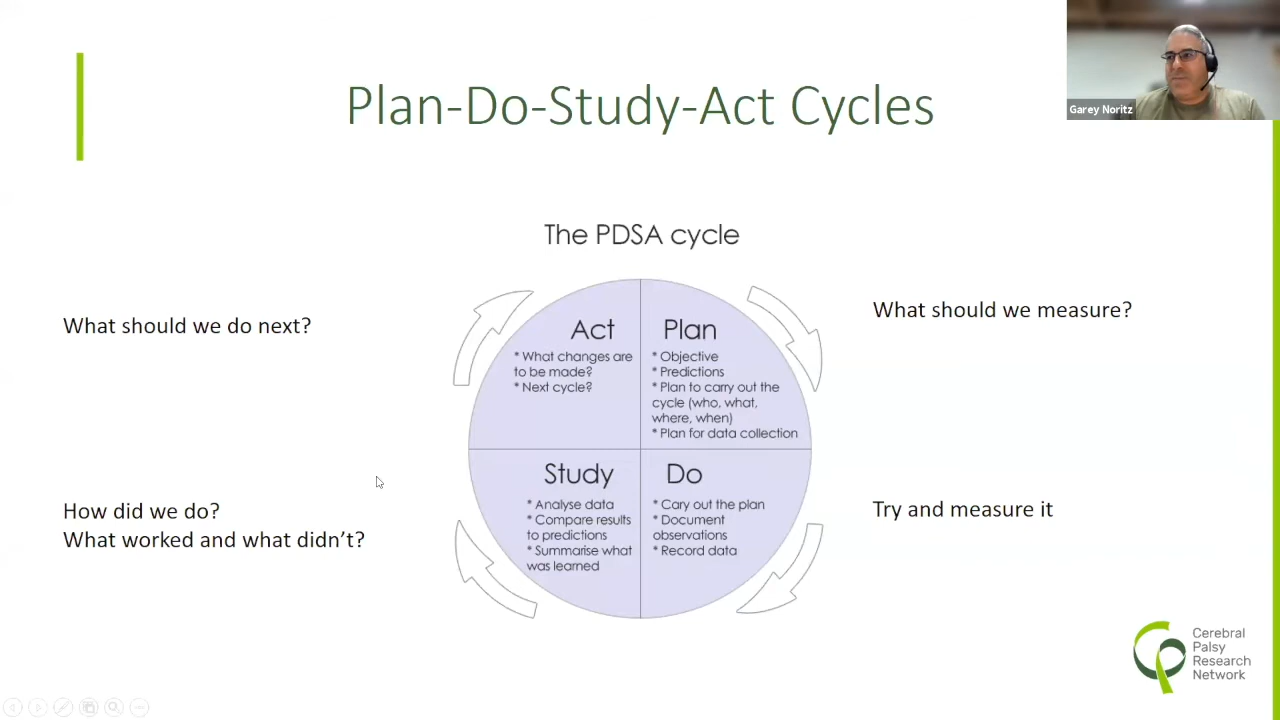 Plan-Do-Study-Act Cycles
Garey Noritz
The PDSA cycle
What should we do next?
What should we measure?
Act
* What changes are
to be made?
* Next cycle?
Plan
* Objective
* Predictions
* Plan to carry out the
cycle (who, what,
where, when)
* Plan for data collection
Study
* Analyse data
* Compare results
to predictions
* Summarise what
was learned
Do
* Cary out the plan
* Document
observations
* Record data
How did we do?
What worked and what didn’t?
Try and measure it
Cerebral
Palsy
Research
Network